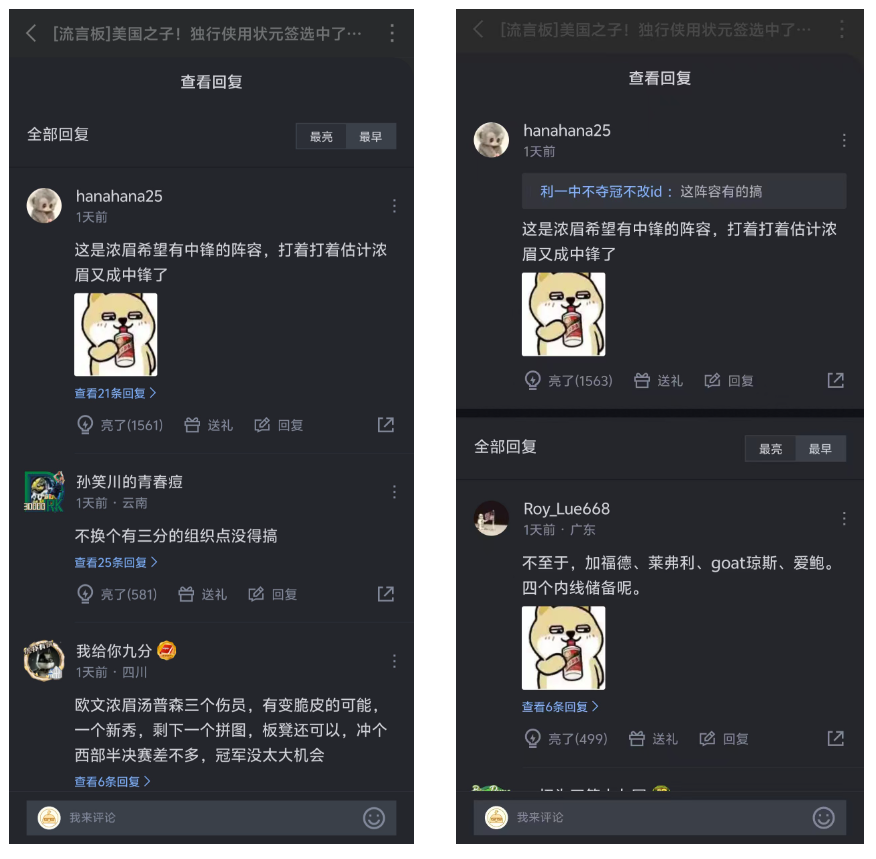 [流言板]美国之子！独行侠用状元签选中了…
查看回复
全部回复
最亮
最早
hanahana25
1天前
这是浓眉希望有中锋的阵容，打着打着估计浓
眉又成中锋了
查看21条回复
亮了(1561)
送礼
回复
孙笑川的青春痘
1天前·云南
不换个有三分的组织点没得搞
查看25条回复
亮了(581)
送礼
回复
我给你九分
1天前·四川
欧文浓眉汤普森三个伤员，有变脆皮的可能，
一个新秀，剩下一个拼图，板凳还可以，冲个
西部半决赛差不多，冠军没太大机会
查看6条回复
我来评论
[流言板]美国之子！独行侠用状元签选中了…
查看回复
hanahana25
1天前
利一中不夺冠不改id：这阵容有的搞
这是浓眉希望有中锋的阵容，打着打着估计浓
眉又成中锋了
亮了(1563)
送礼
回复
全部回复
最亮
最早
Roy_Lue668
1天前·广东
不至于，加福德、莱弗利、goat琼斯、爱鲍。
四个内线储备呢。
查看6条回复
亮了(499)
送礼
回复
我来评论